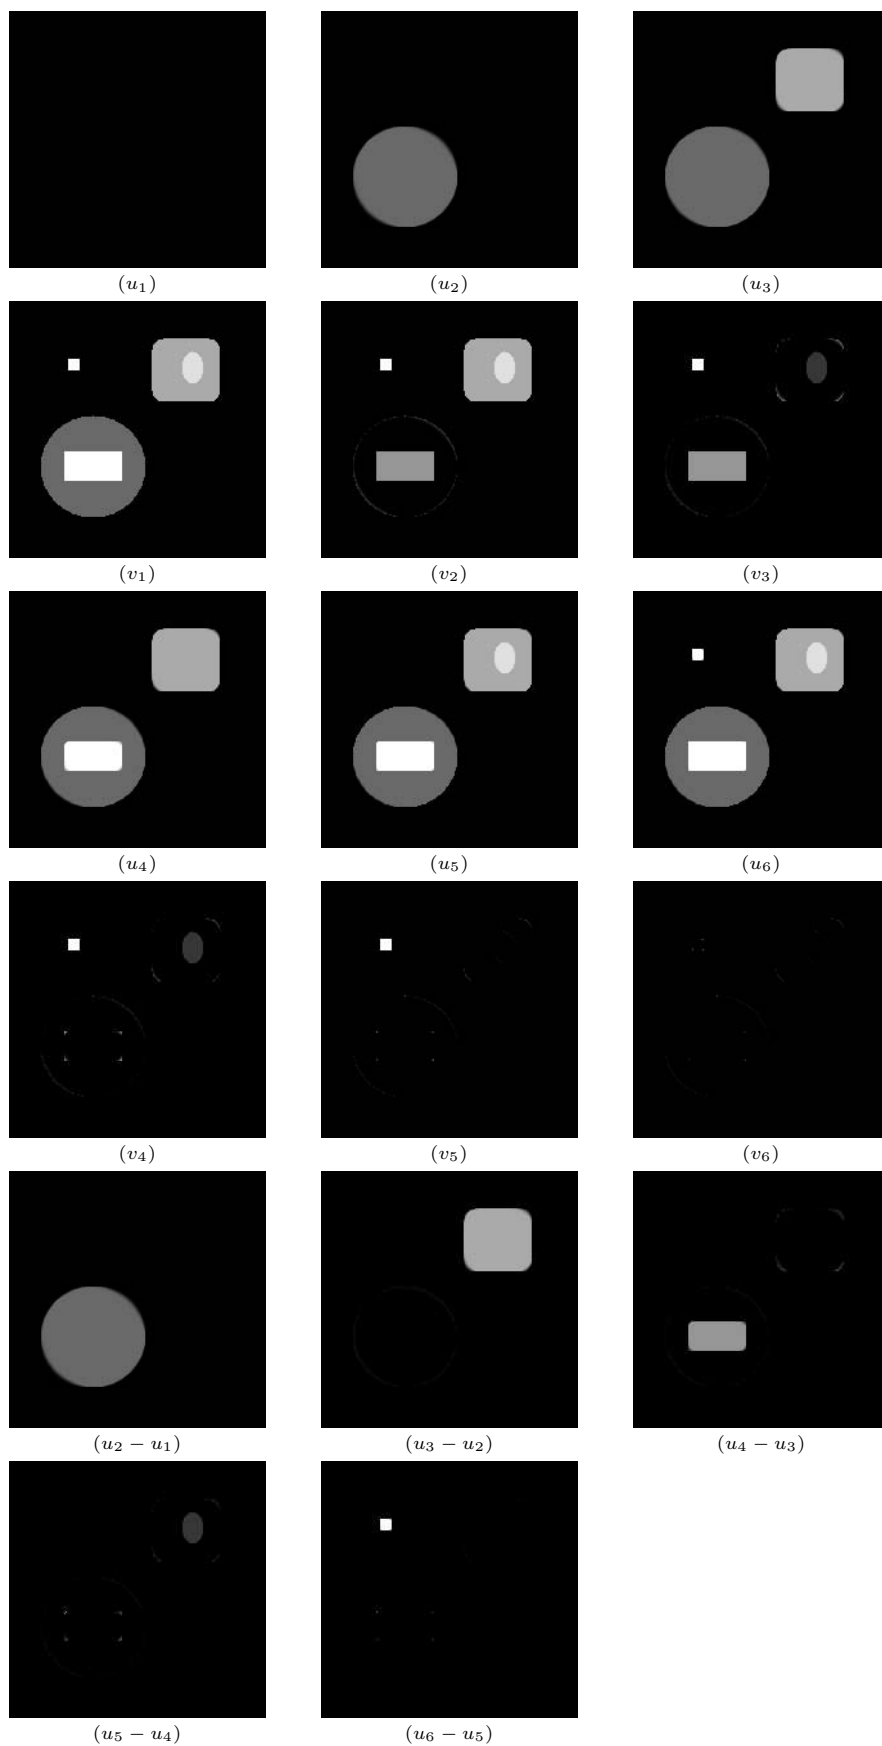 (u₁) (u₂) (u₃)
(v₁) (v₂) (v₃)
(u₄) (u₅) (u₆)
(v₄) (v₅) (v₆)
(u₂ − u₁) (u₃ − u₂) (u₄ − u₃)
(u₅ − u₄) (u₆ − u₅)